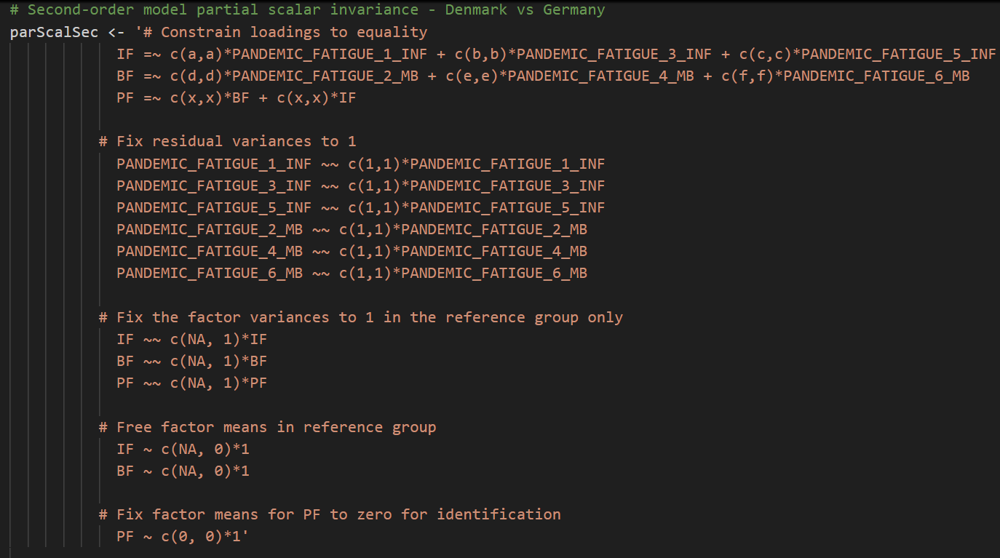 # Second-order model partial scalar invariance - Denmark vs Germany
parScalSec <- '# Constrain loadings to equality
IF =~ c(a,a)*PANDEMIC_FATIGUE_1_INF + c(b,b)*PANDEMIC_FATIGUE_3_INF + c(c,c)*PANDEMIC_FATIGUE_5_INF
BF =~ c(d,d)*PANDEMIC_FATIGUE_2_MB + c(e,e)*PANDEMIC_FATIGUE_4_MB + c(f,f)*PANDEMIC_FATIGUE_6_MB
PF =~ c(x,x)*BF + c(x,x)*IF
# Fix residual variances to 1
PANDEMIC_FATIGUE_1_INF ~~ c(1,1)*PANDEMIC_FATIGUE_1_INF
PANDEMIC_FATIGUE_3_INF ~~ c(1,1)*PANDEMIC_FATIGUE_3_INF
PANDEMIC_FATIGUE_5_INF ~~ c(1,1)*PANDEMIC_FATIGUE_5_INF
PANDEMIC_FATIGUE_2_MB ~~ c(1,1)*PANDEMIC_FATIGUE_2_MB
PANDEMIC_FATIGUE_4_MB ~~ c(1,1)*PANDEMIC_FATIGUE_4_MB
PANDEMIC_FATIGUE_6_MB ~~ c(1,1)*PANDEMIC_FATIGUE_6_MB
# Fix the factor variances to 1 in the reference group only
IF ~~ c(NA, 1)*IF
BF ~~ c(NA, 1)*BF
PF ~~ c(NA, 1)*PF
# Free factor means in reference group
IF ~ c(NA, 0)*1
BF ~ c(NA, 0)*1
# Fix factor means for PF to zero for identification
PF ~ c(0, 0)*1'